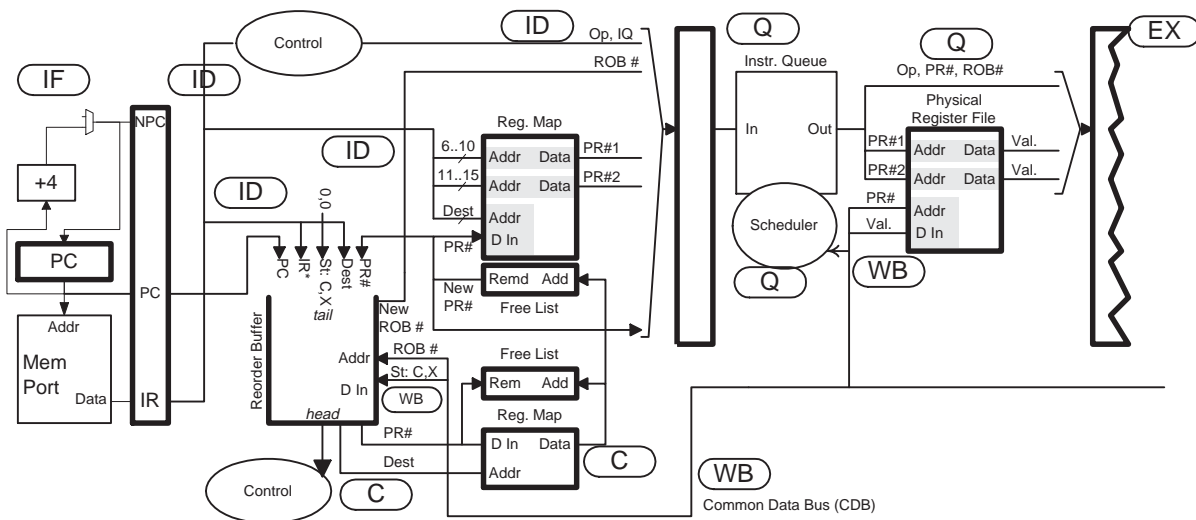 IF
ID
Control
ID
Op, IQ
ROB #
Q
Instr. Queue
In
Out
Q
Op, PR#, ROB#
EX
NPC
+4
PC
Addr
Mem
Port
Data
PC
IR
ID
ID
0,0
PC
IR*
St: C,X
Dest
PR#
tail
6..10
11..15
Dest
PR#
Reg. Map
Addr
Data
Addr
Data
Addr
D In
PR#1
PR#2
Remd
Add
Free List
New
PR#
New
ROB #
Reorder Buffer
Addr
D In
head
ROB #
St: C,X
WB
Free List
Rem
Add
Reg. Map
D In
Data
Addr
PR#
Dest
Control
C
C
Scheduler
Q
Physical
Register File
PR#1
Addr
Data
Val.
PR#2
Addr
Data
Val.
PR#
Addr
Val.
D In
WB
WB
Common Data Bus (CDB)